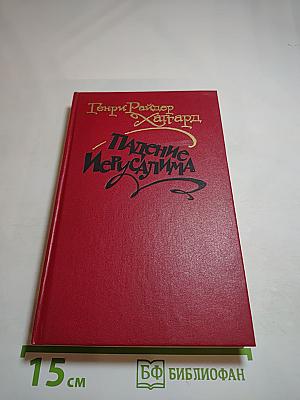 Генри Райдер
Хаггард
Падение
Иерусалима
15 см
БФ БИБЛИОФАН